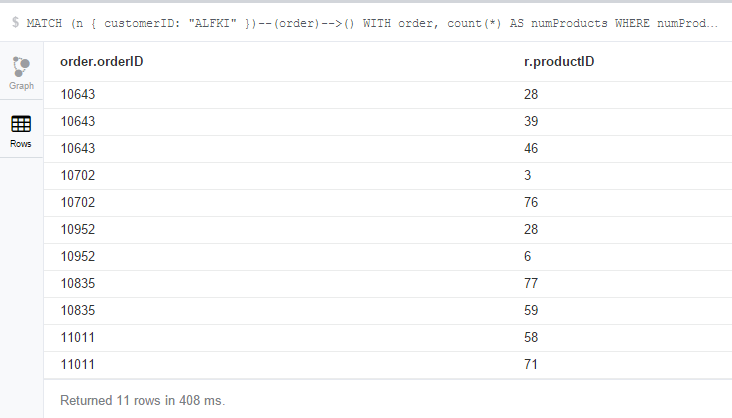 $ MATCH (n { customerID: "ALFKI" })--(order)-->() WITH order, count(*) AS numProducts WHERE numProd…
Graph
Rows
order.orderID r.productID
10643 28
10643 39
10643 46
10702 3
10702 76
10952 28
10952 6
10835 77
10835 59
11011 58
11011 71
Returned 11 rows in 408 ms.